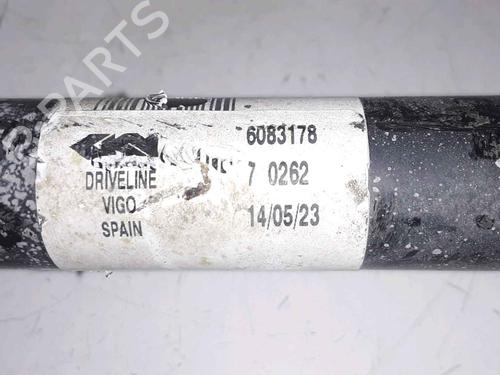 6083178
DRIVELINE
7 0262
VIGO
14/05/23
SPAIN
PARTS